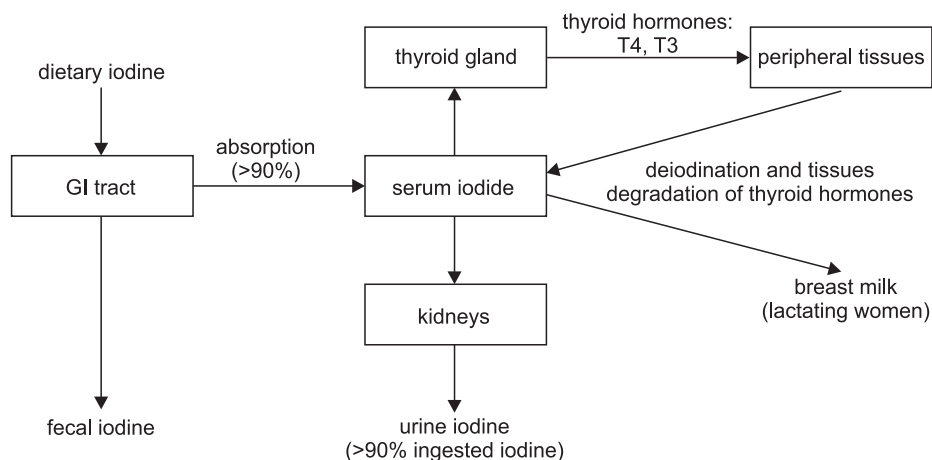 thyroid hormones:
T4, T3
thyroid gland
peripheral tissues
dietary iodine
absorption
(>90%)
GI tract
serum iodide
deiodination and tissues
degradation of thyroid hormones
breast milk
(lactating women)
kidneys
fecal iodine
urine iodine
(>90% ingested iodine)